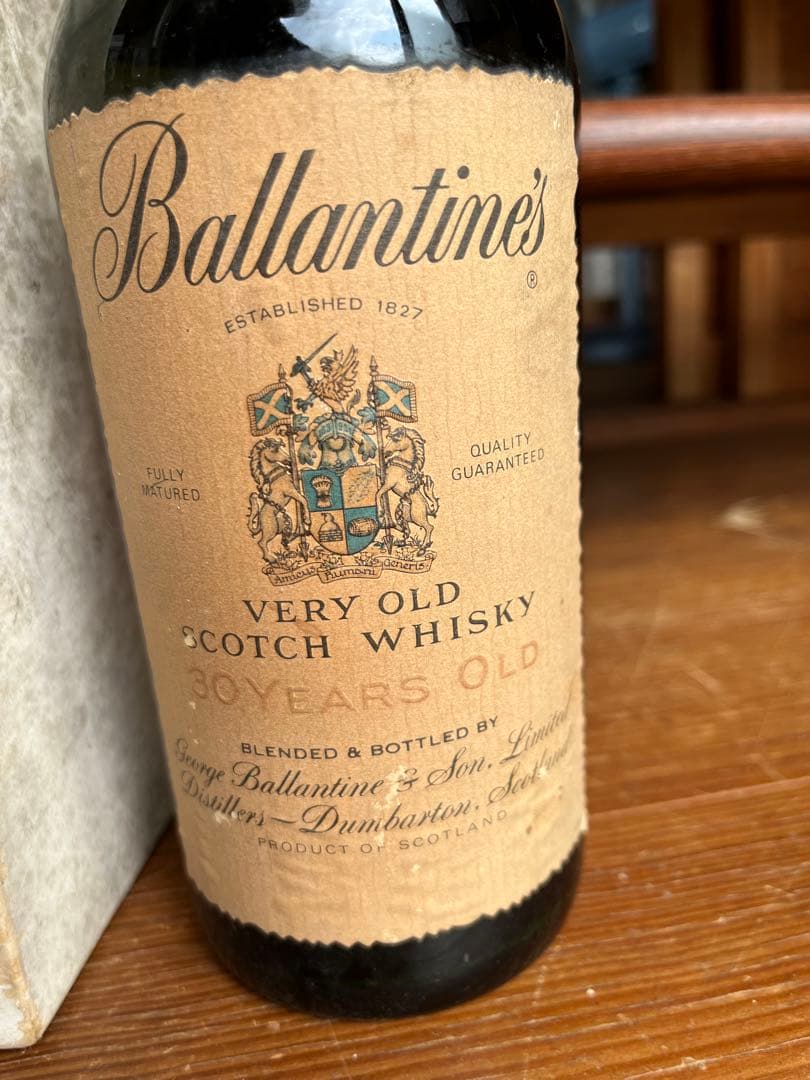 Ballantine's
®
ESTABLISHED 1827
FULLY
MATURED
QUALITY
GUARANTEED
Amicus Humani Generis
VERY OLD
SCOTCH WHISKY
30 YEARS OLD
BLENDED & BOTTLED BY
George Ballantine & Son, Limited
Distillers—Dumbarton, Scotland
PRODUCT OF SCOTLAND